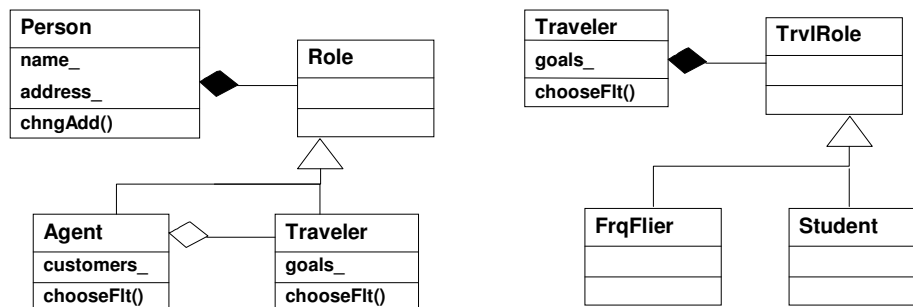 Person
name_
address_
chngAdd()
Role
Agent
customers_
chooseFlt()
Traveler
goals_
chooseFlt()
Traveler
goals_
chooseFlt()
TrvlRole
FrqFlier
Student